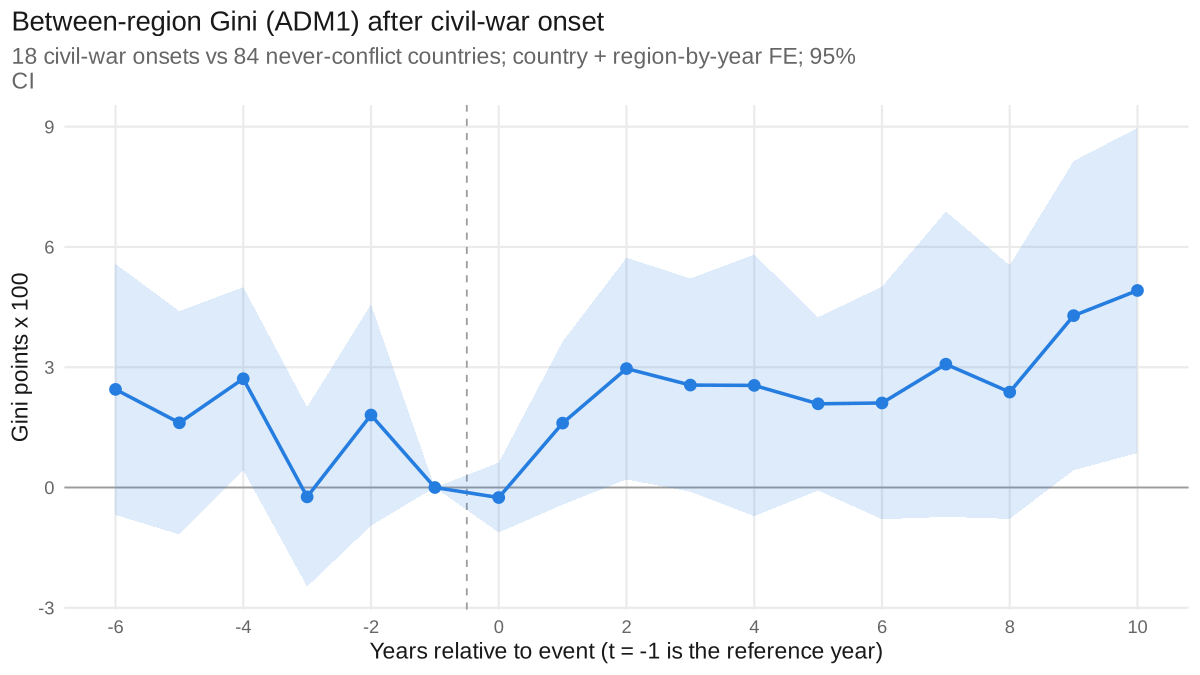 Between-region Gini (ADM1) after civil-war onset
18 civil-war onsets vs 84 never-conflict countries; country + region-by-year FE; 95%
CI
Gini points x 100
9
6
3
0
-3
-6 -4 -2 0 2 4 6 8 10
Years relative to event (t = -1 is the reference year)